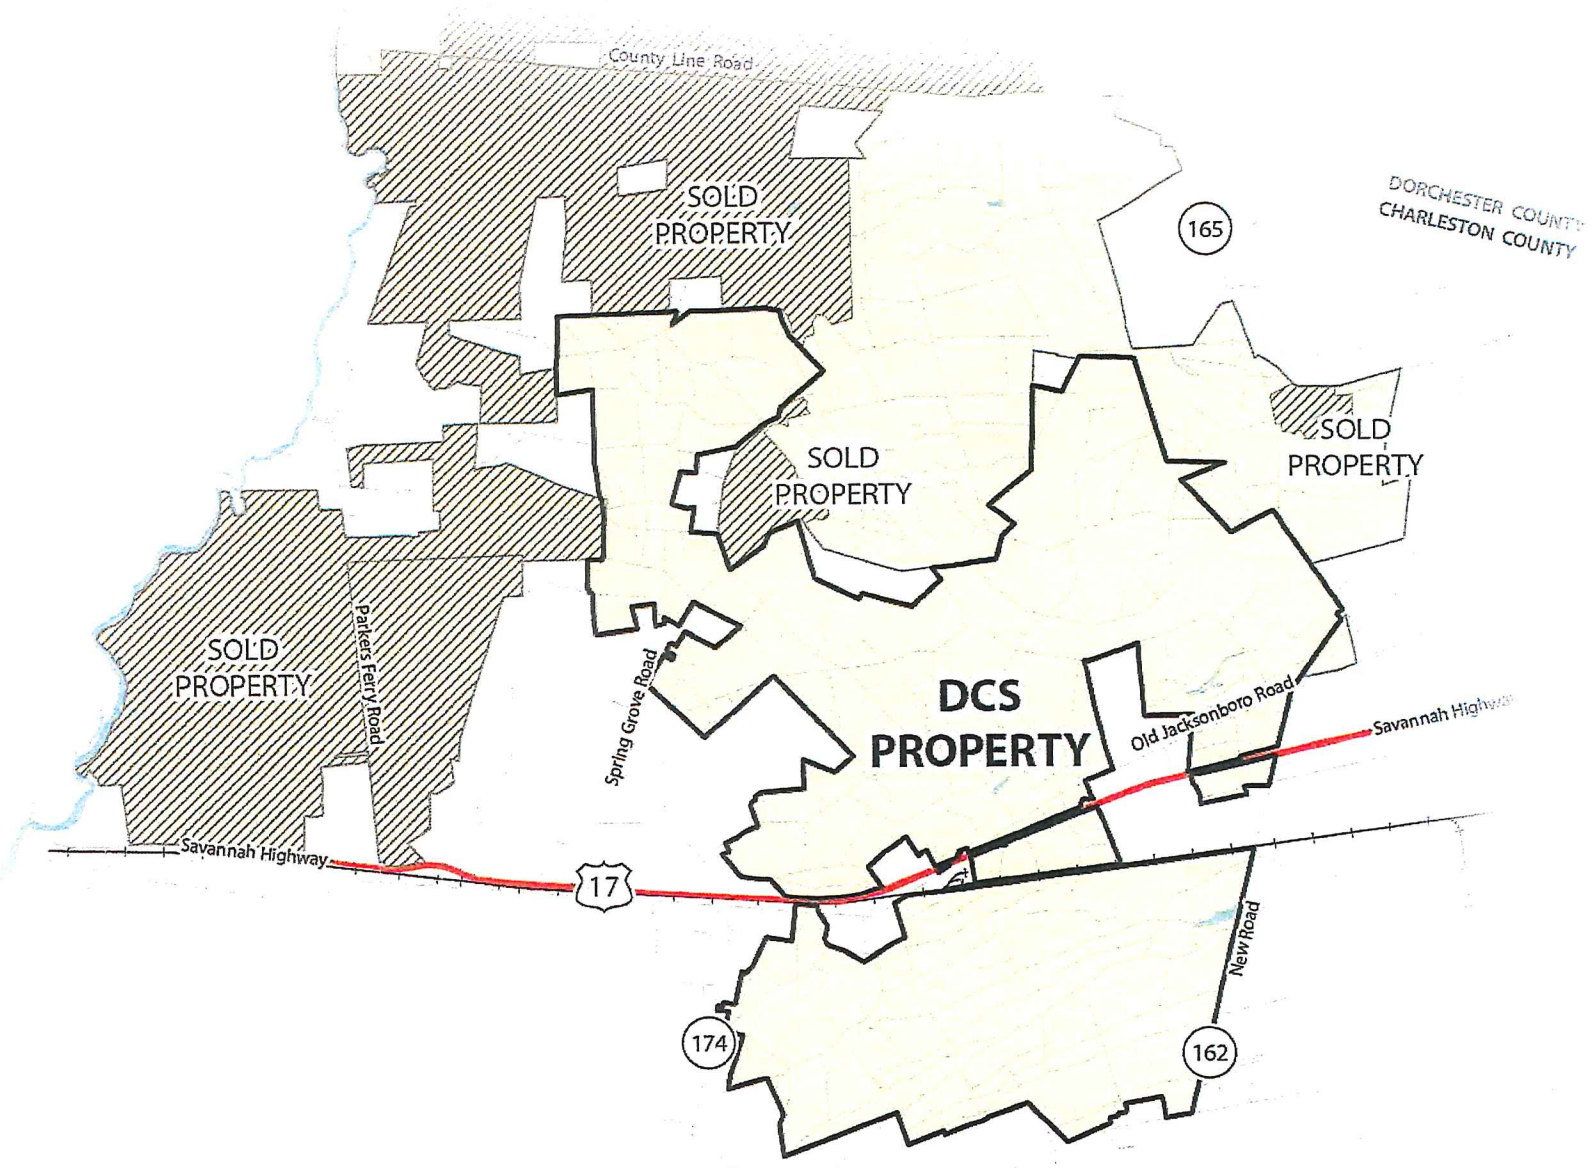 County Line Road
DORCHESTER COUNTY
CHARLESTON COUNTY
165
SOLD
PROPERTY
SOLD
PROPERTY
SOLD
PROPERTY
SOLD
PROPERTY
Parkers Ferry Road
Spring Grove Road
DCS
PROPERTY
Old Jacksonboro Road
Savannah Highwa
Savannah Highway
17
New Road
174
162